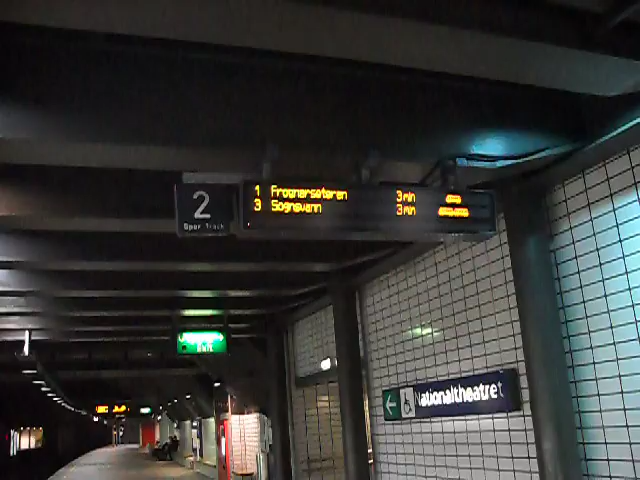 2
Spor Track
1 Frognerseteren 3 min
3 Sognsvann 3 min
Exit
Nationaltheatret